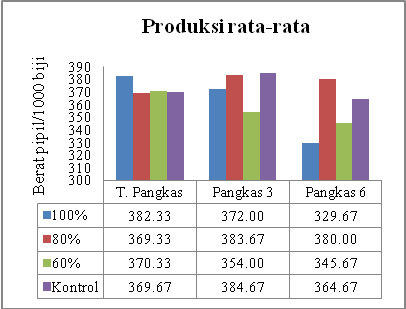 Produksi rata-rata
Berat pipil/1000 biji
390
380
370
360
350
340
330
320
310
300
T. Pangkas Pangkas 3 Pangkas 6
100% 382.33 372.00 329.67
80% 369.33 383.67 380.00
60% 370.33 354.00 345.67
Kontrol 369.67 384.67 364.67